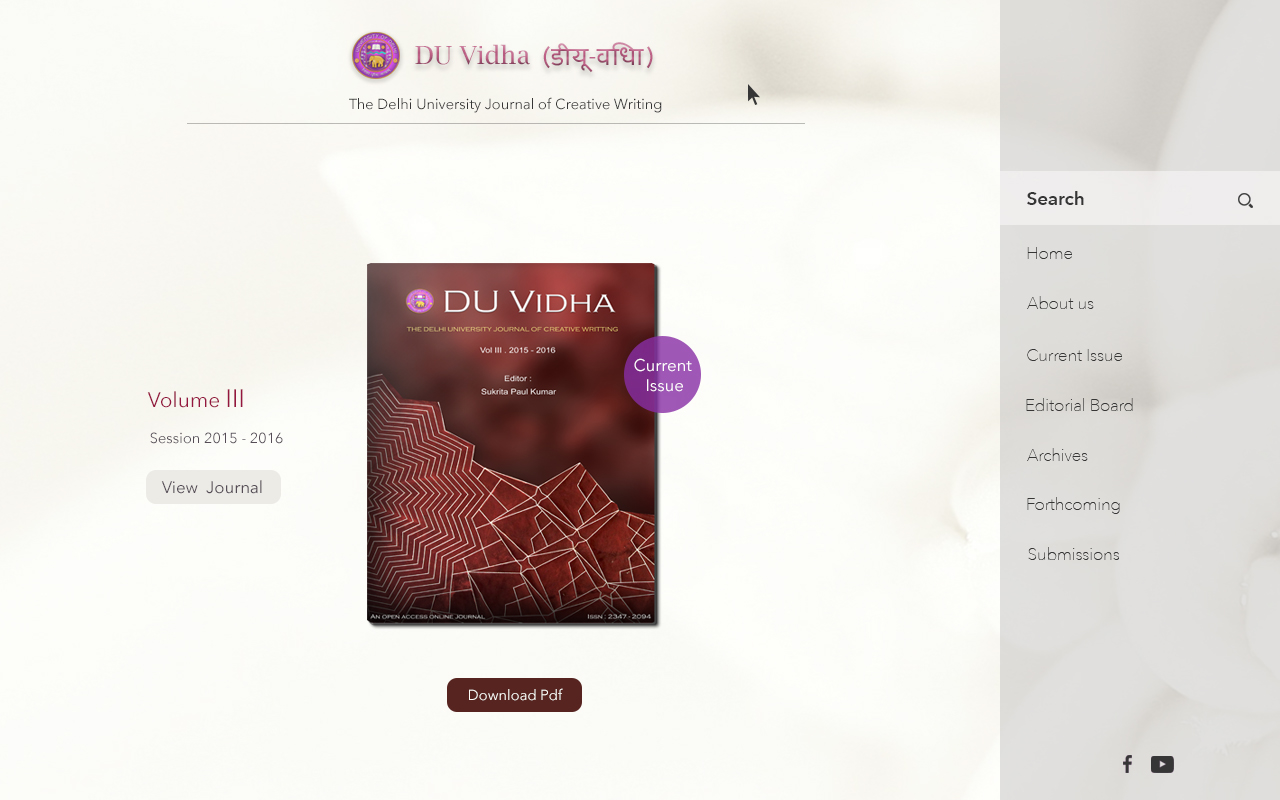 DU Vidha (डीयू-वधिा)
The Delhi University Journal of Creative Writing
Search
Home
About us
Current Issue
Editorial Board
Archives
Forthcoming
Submissions
DU VIDHA
THE DELHI UNIVERSITY JOURNAL OF CREATIVE WRITTING
Vol III . 2015 - 2016
Editor :
Sukrita Paul Kumar
Current
Issue
AN OPEN ACCESS ONLINE JOURNAL
ISSN : 2347 - 2094
Volume III
Session 2015 - 2016
View Journal
Download Pdf